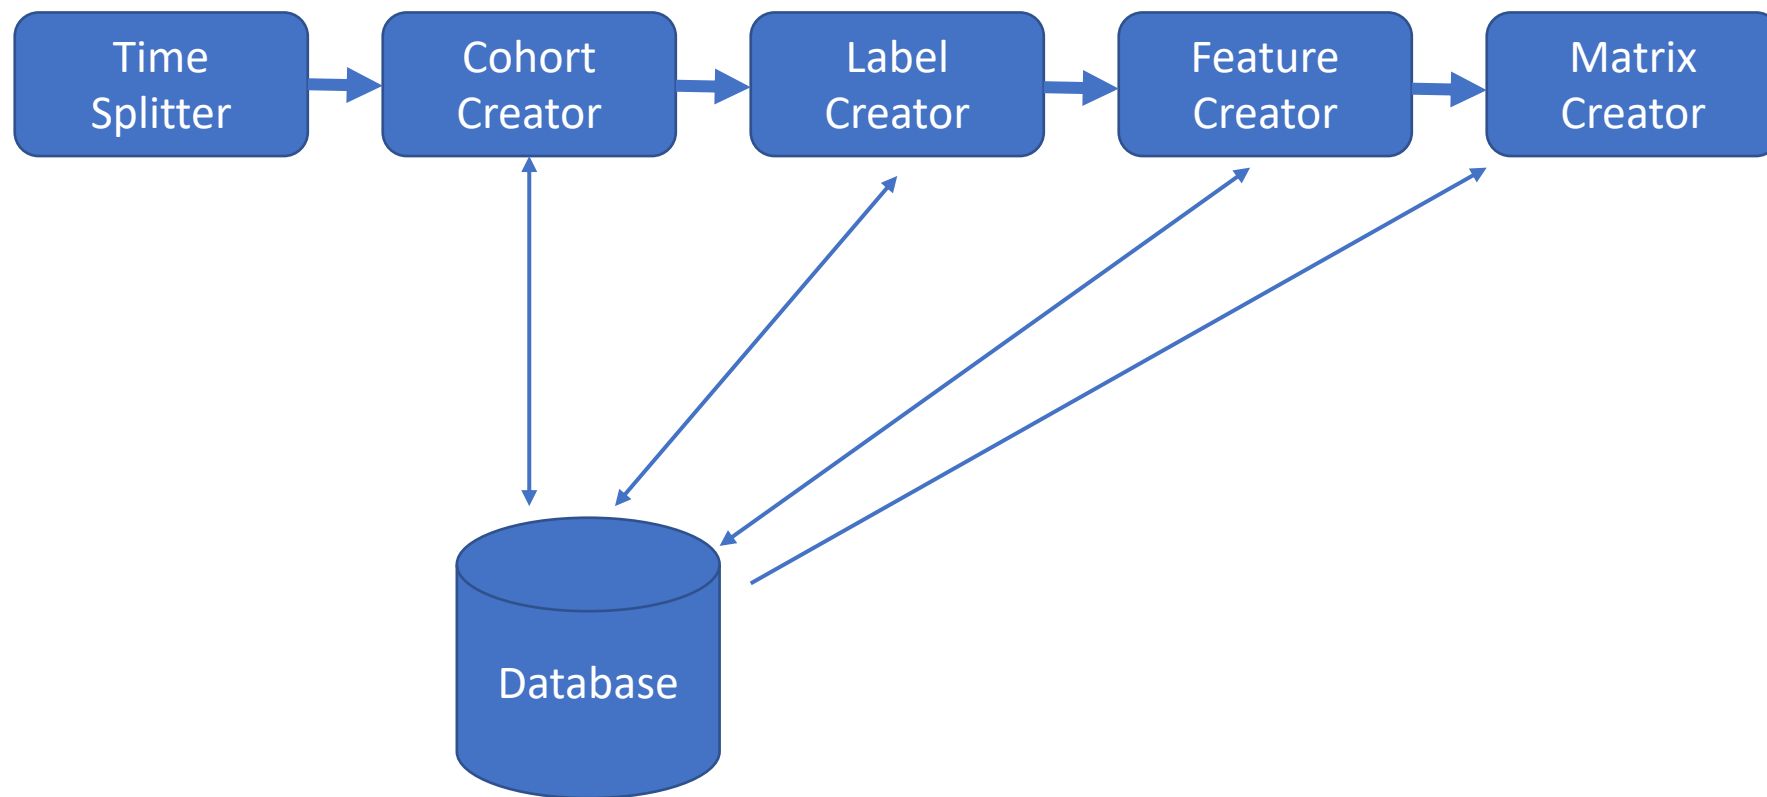 Time
Splitter
Cohort
Creator
Label
Creator
Feature
Creator
Matrix
Creator
Database